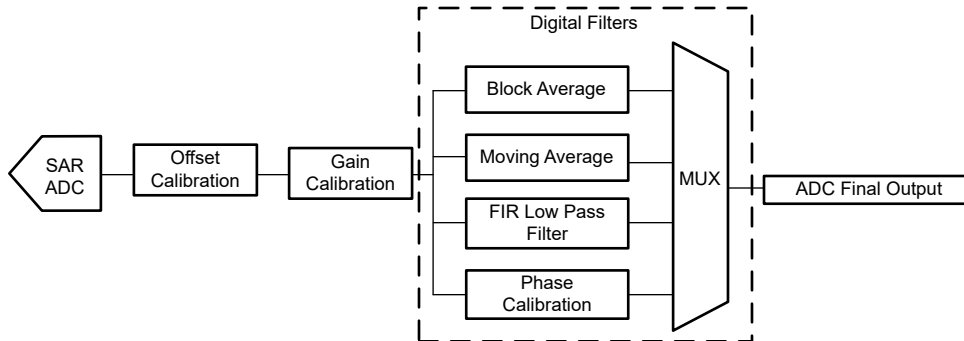 Digital Filters
Block Average
Moving Average
FIR Low Pass
Filter
Phase
Calibration
SAR
ADC
Offset
Calibration
Gain
Calibration
MUX
ADC Final Output